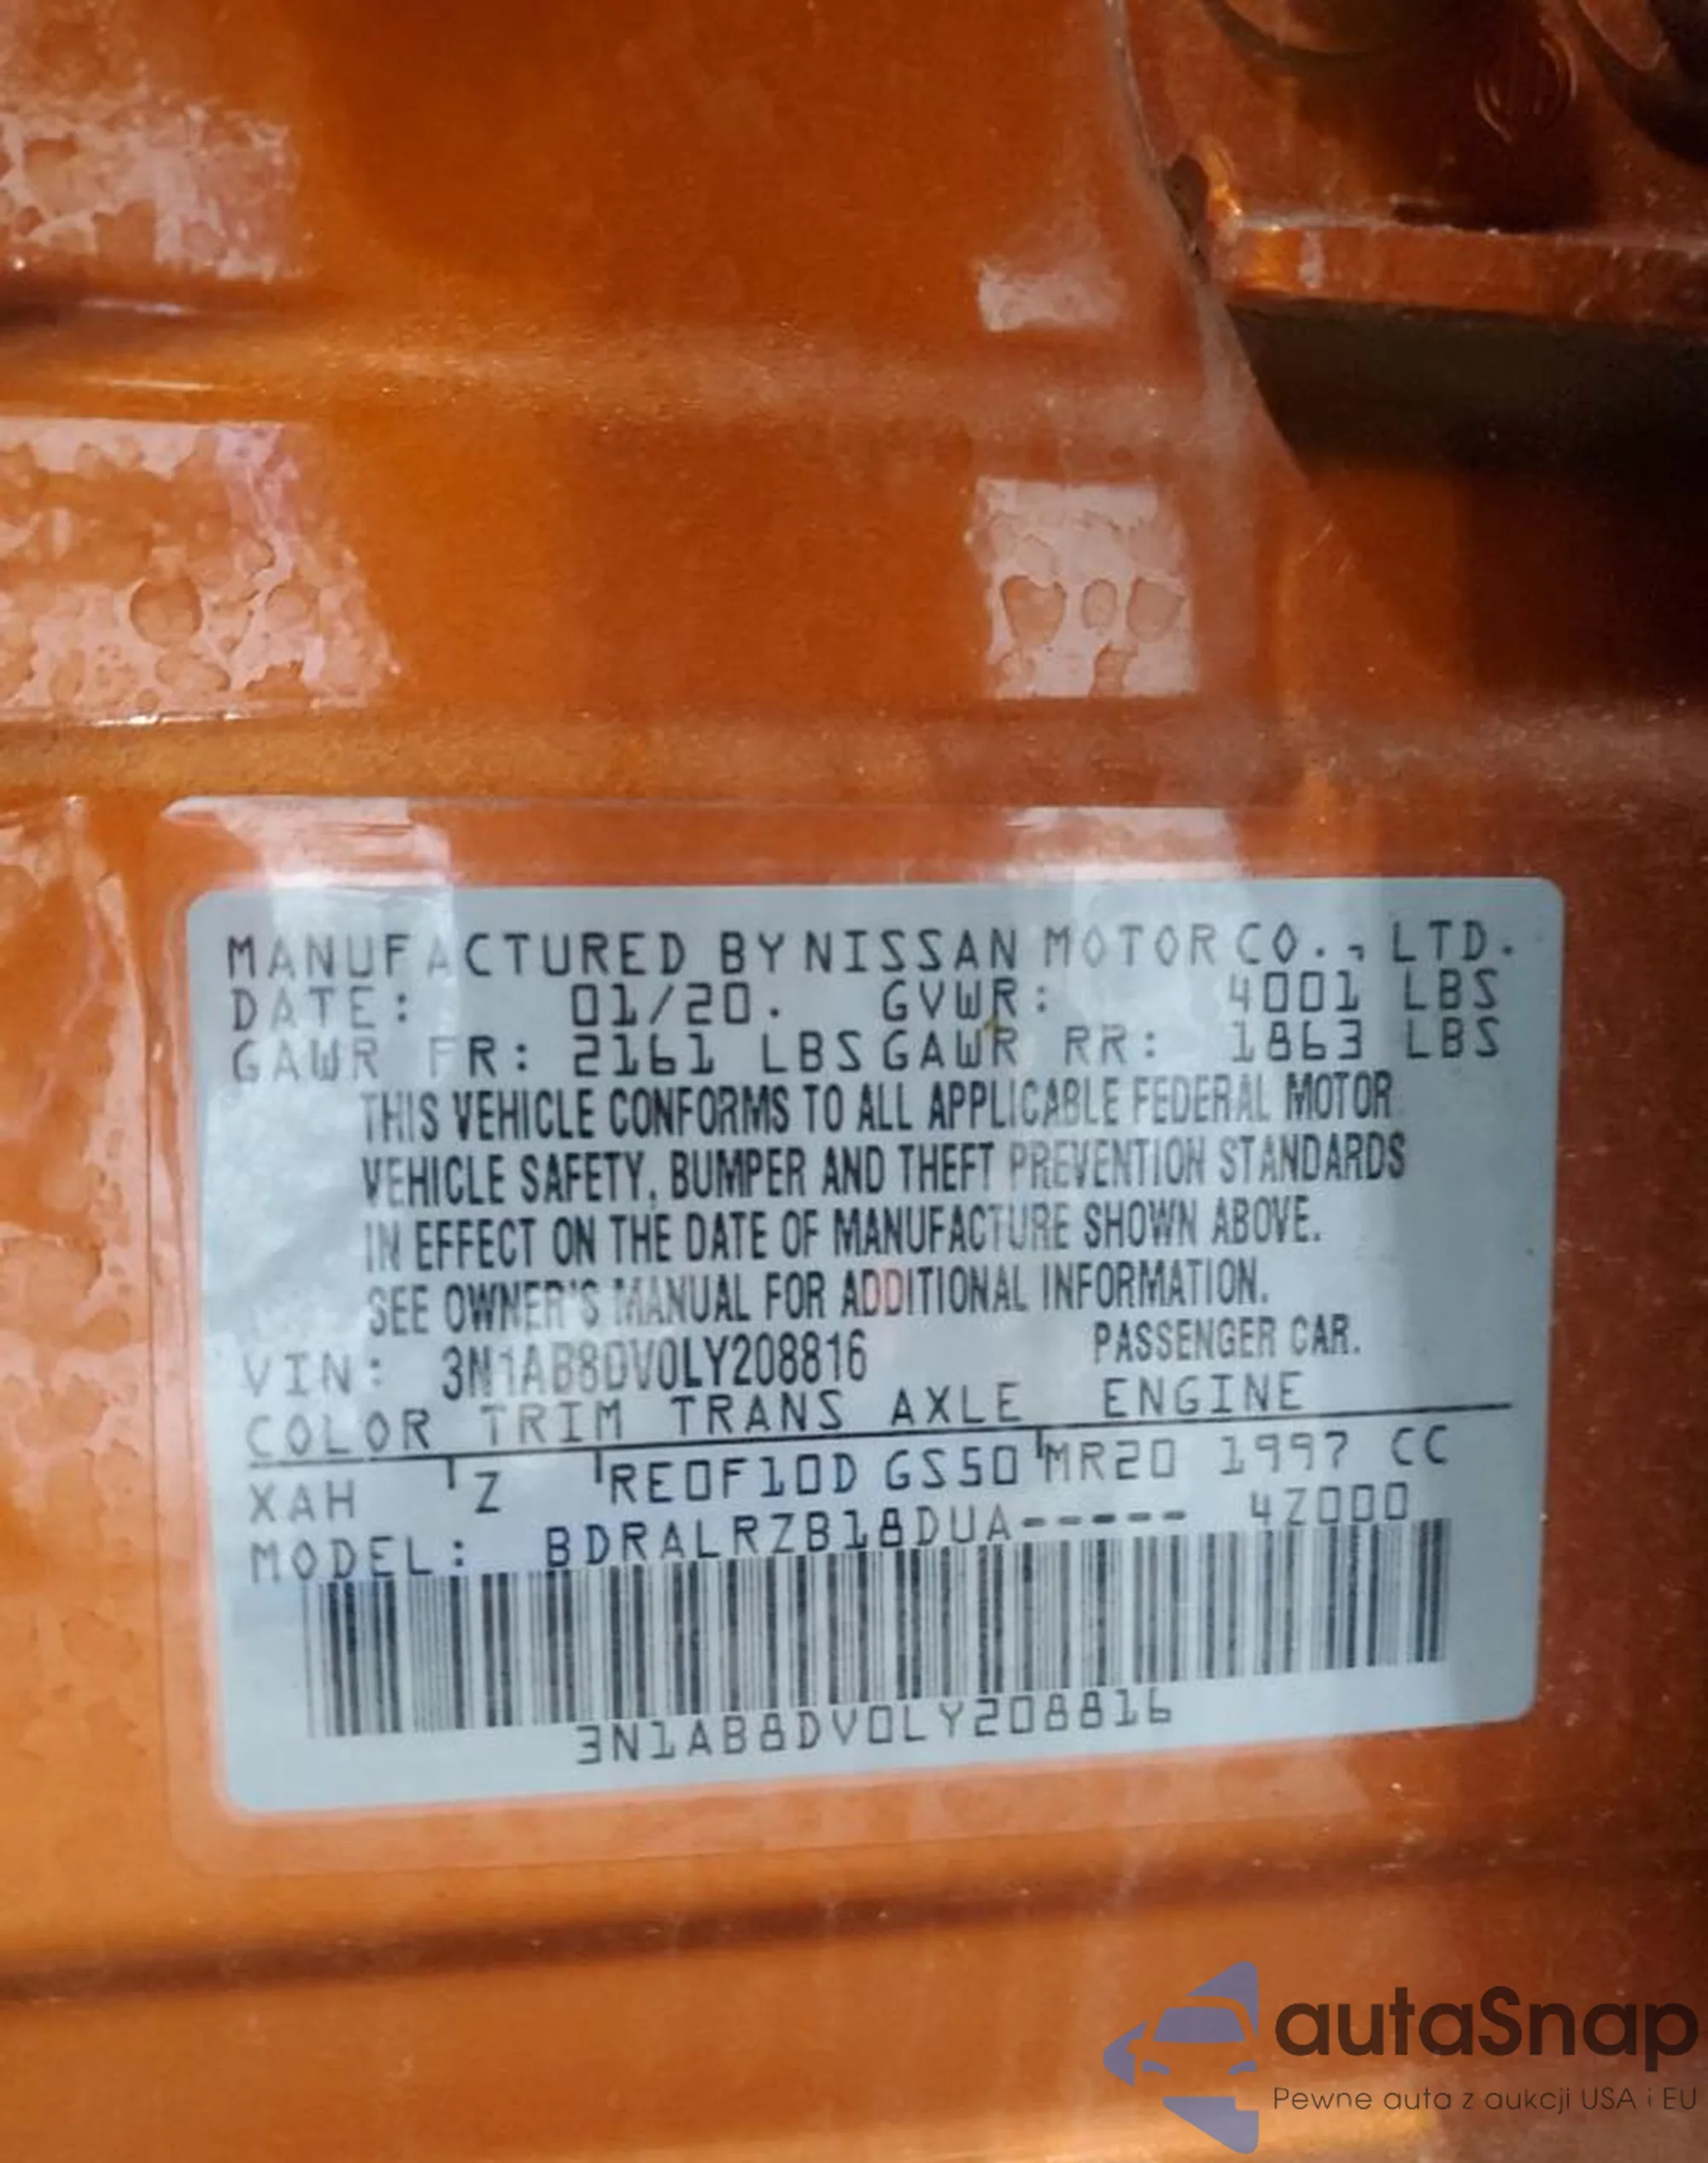 MANUFACTURED BY NISSAN MOTOR CO., LTD.
DATE: 01/20. GVWR: 4001 LBS
GAWR FR: 2161 LBS GAWR RR: 1863 LBS
THIS VEHICLE CONFORMS TO ALL APPLICABLE FEDERAL MOTOR
VEHICLE SAFETY, BUMPER AND THEFT PREVENTION STANDARDS
IN EFFECT ON THE DATE OF MANUFACTURE SHOWN ABOVE.
SEE OWNER'S MANUAL FOR ADDITIONAL INFORMATION.
VIN: 3N1AB8DV0LY208816 PASSENGER CAR.
COLOR TRIM TRANS AXLE ENGINE
XAH Z RE0F10D GS50 MR20 1997 CC
MODEL: BDRALRZB18DUA----- 4Z000
3N1AB8DV0LY208816
autaSnap
Pewne auta z aukcji USA i EU